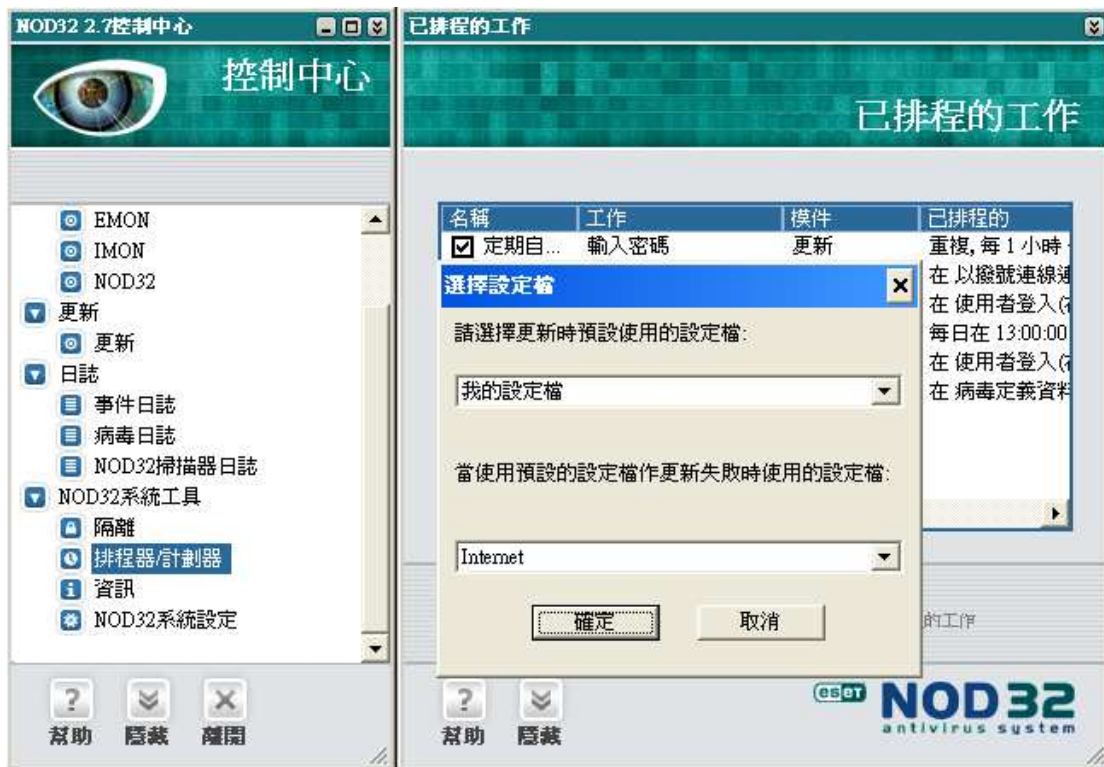 NOD32 2.7控制中心
控制中心
EMON
IMON
NOD32
更新
更新
日誌
事件日誌
病毒日誌
NOD32掃描器日誌
NOD32系統工具
隔離
排程器/計劃器
資訊
NOD32系統設定
幫助 隱藏 離開
已排程的工作
已排程的工作
名稱 工作 模件 已排程的
定期自... 輸入密碼 更新 重複, 每 1 小時
在 以撥號連線連
在 使用者登入(
每日在 13:00:00
在 使用者登入(
在 病毒定義資料
選擇設定檔
請選擇更新時預設使用的設定檔:
我的設定檔
當使用預設的設定檔作更新失敗時使用的設定檔:
Internet
確定 取消
的工作
幫助 隱藏
eset NOD32
antivirus system